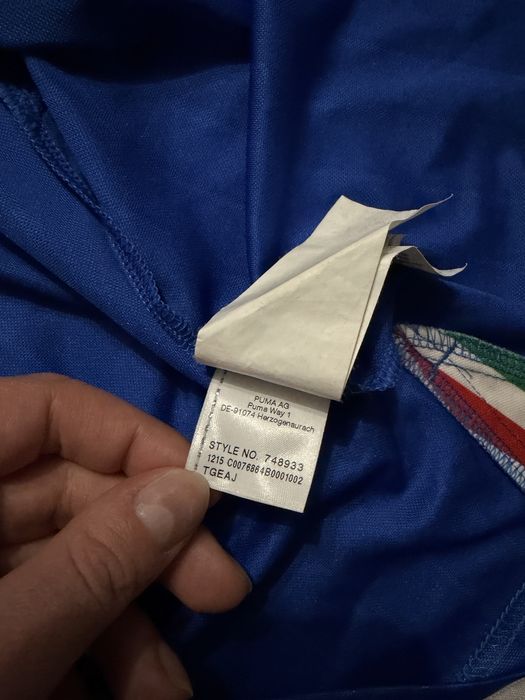 PUMA AG
Puma Way 1
DE-91074 Herzogenaurach
STYLE NO. 748933
1215 C0076864B0001002
TGEAJ